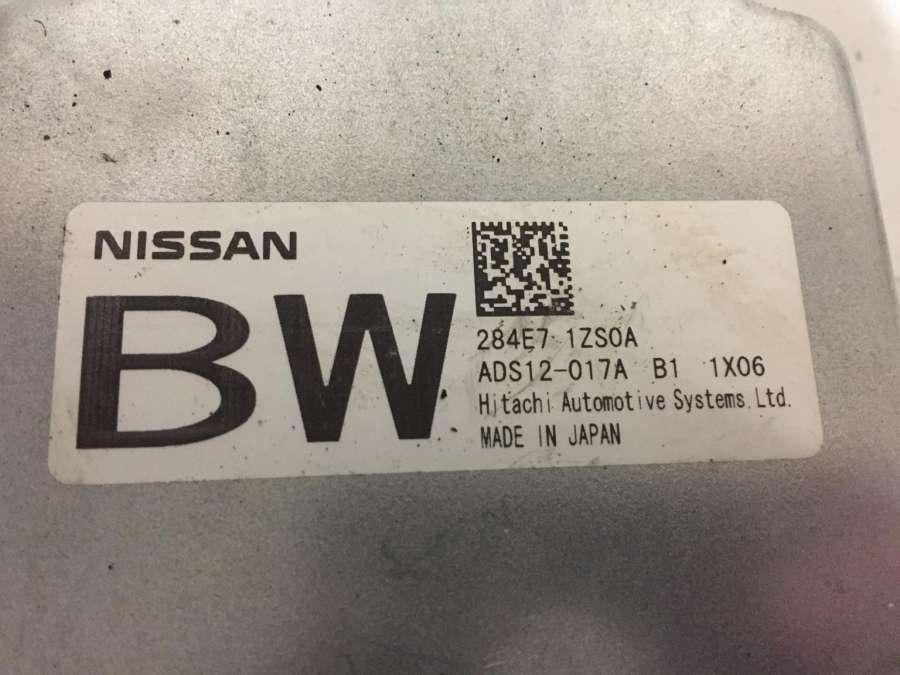 NISSAN
BW
284E7 1ZS0A
ADS12-017A B1 1X06
Hitachi Automotive Systems, Ltd.
MADE IN JAPAN